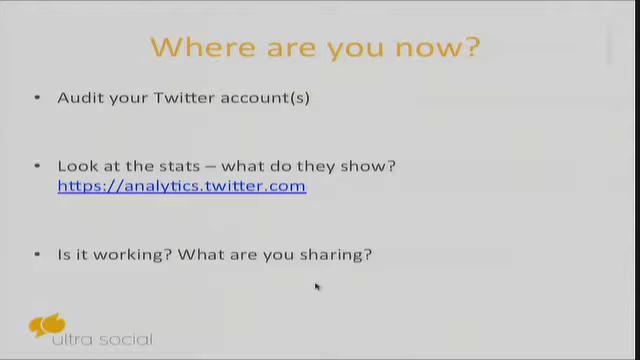 Where are you now?
• Audit your Twitter account(s)
• Look at the stats – what do they show?
https://analytics.twitter.com
• Is it working? What are you sharing?
ultra social